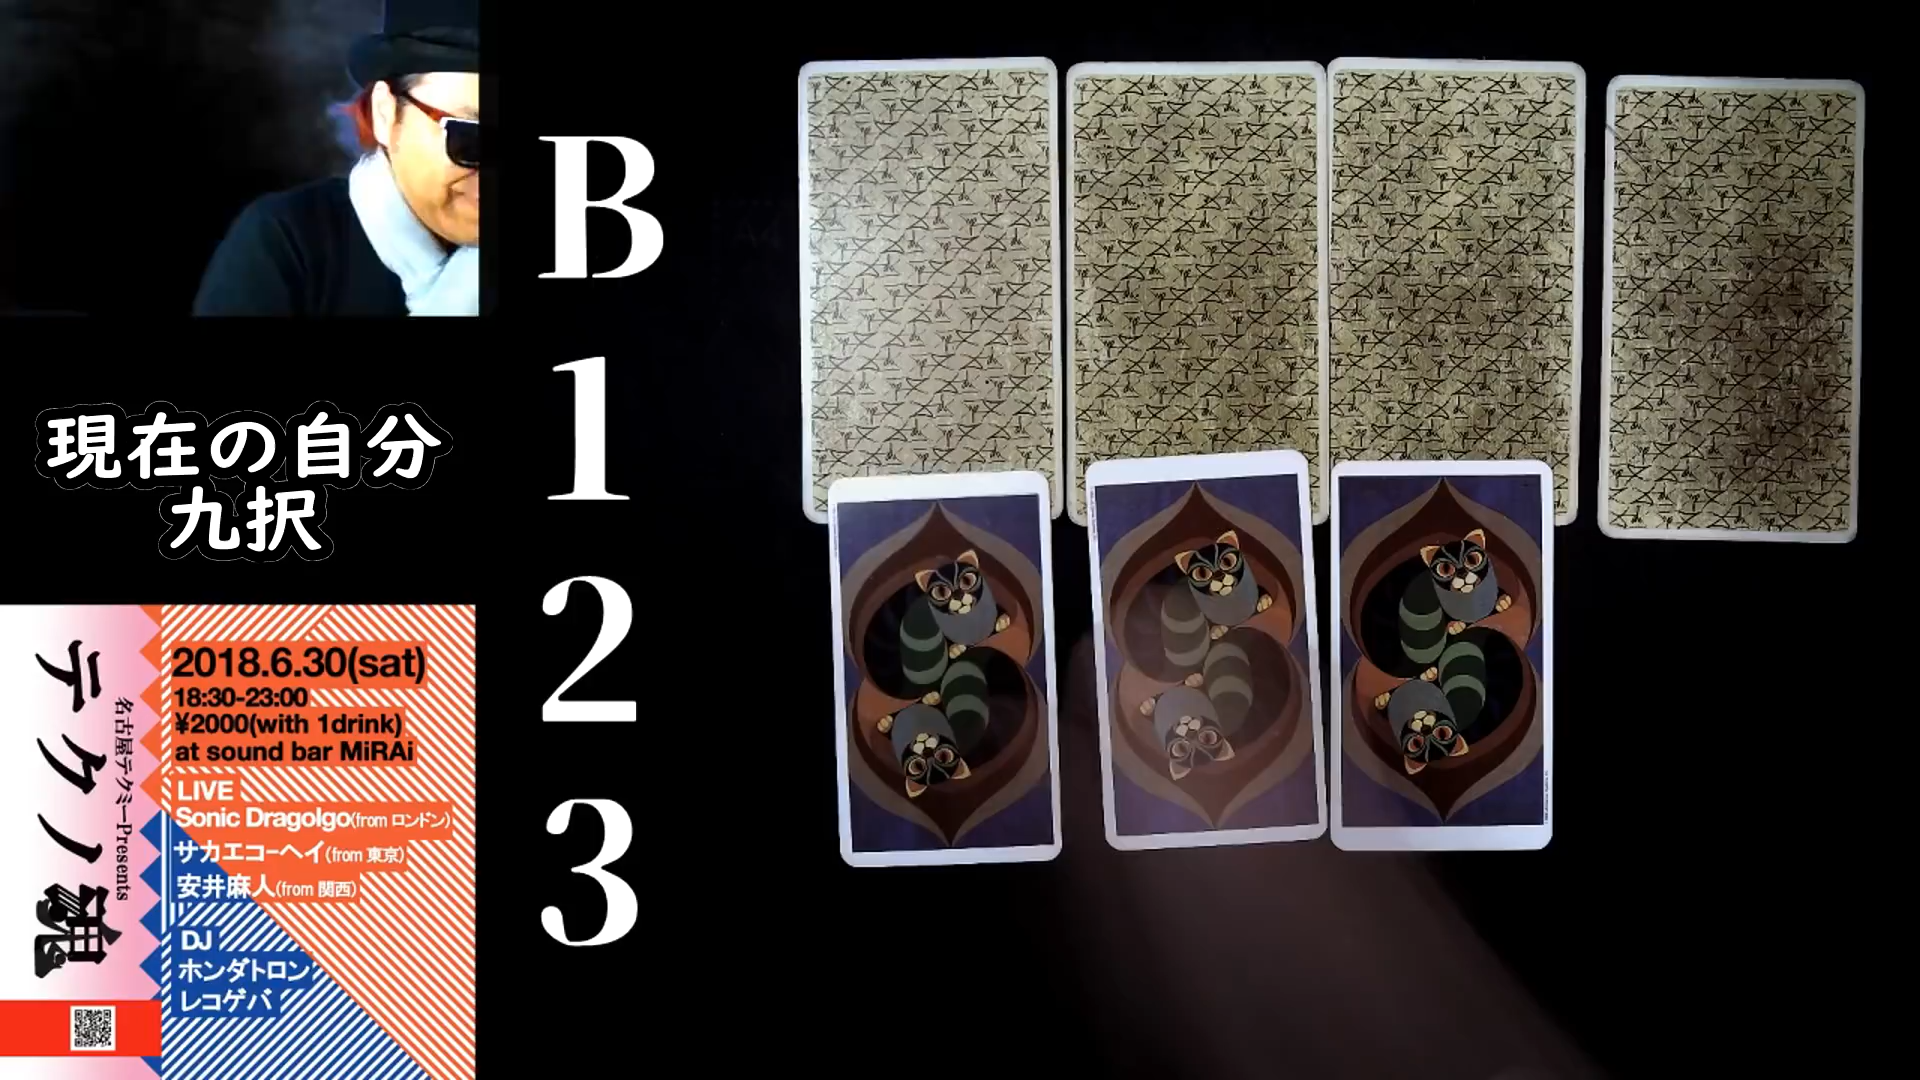 現在の自分
九択
B
1
2
3
A4
テクノ魂
名古屋テクミーPresents
2018.6.30(sat)
18:30-23:00
¥2000(with 1drink)
at sound bar MiRAi
LIVE
Sonic Dragolgo(from ロンドン)
サカエコーヘイ(from 東京)
安井麻人(from 関西)
DJ
ホンダトロン
レコゲバ